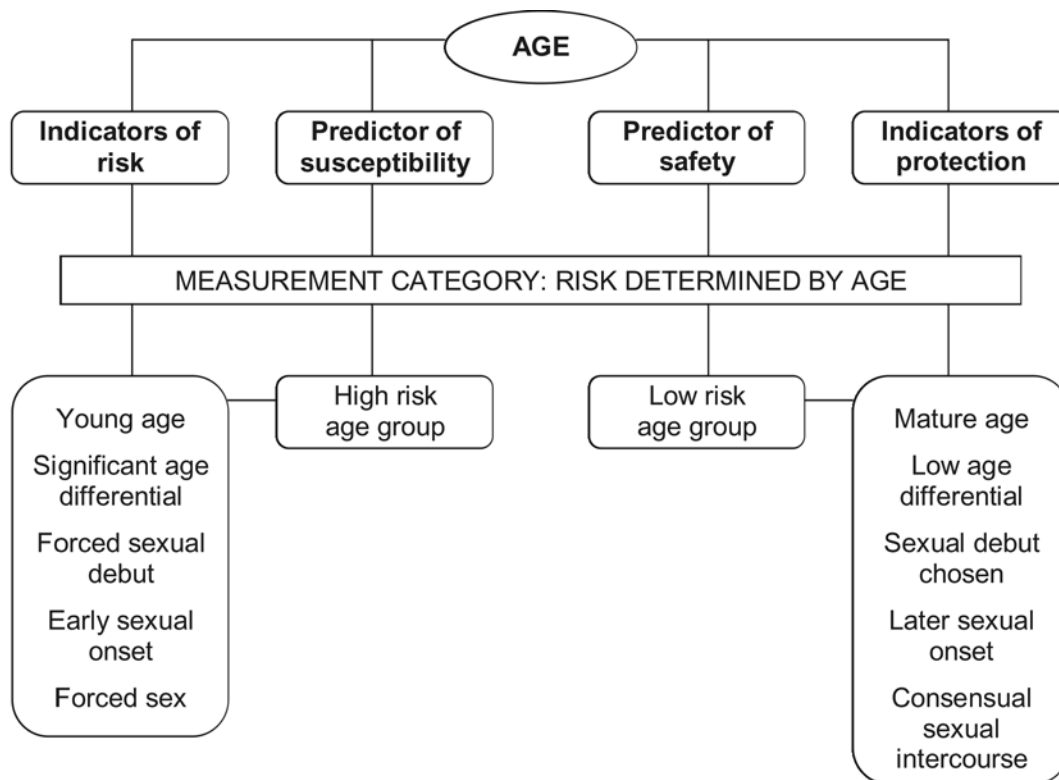 AGE
Indicators of
risk
Predictor of
susceptibility
Predictor of
safety
Indicators of
protection
MEASUREMENT CATEGORY: RISK DETERMINED BY AGE
Young age
Significant age
differential
Forced sexual
debut
Early sexual
onset
Forced sex
High risk
age group
Low risk
age group
Mature age
Low age
differential
Sexual debut
chosen
Later sexual
onset
Consensual
sexual
intercourse